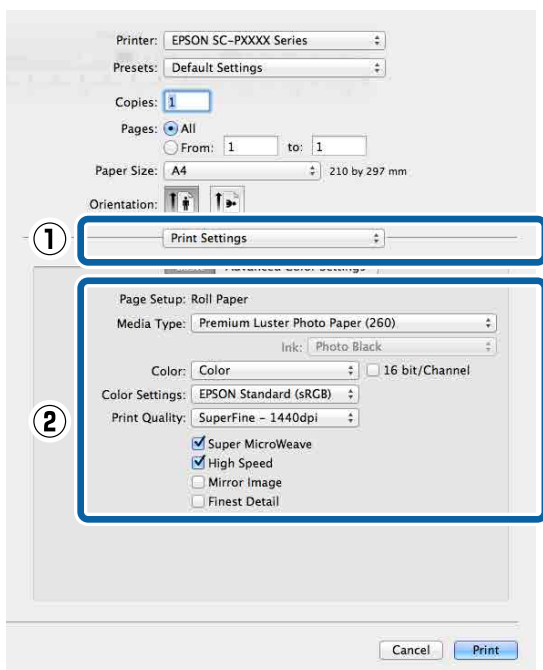 Printer: EPSON SC-PXXXX Series
Presets: Default Settings
Copies: 1
Pages: All
From: 1 to: 1
Paper Size: A4 210 by 297 mm
Orientation:
1 Print Settings
Advanced Color Settings
Page Setup: Roll Paper
Media Type: Premium Luster Photo Paper (260)
Ink: Photo Black
Color: Color 16 bit/Channel
Color Settings: EPSON Standard (sRGB)
2 Print Quality: SuperFine - 1440dpi
Super MicroWeave
High Speed
Mirror Image
Finest Detail
Cancel Print